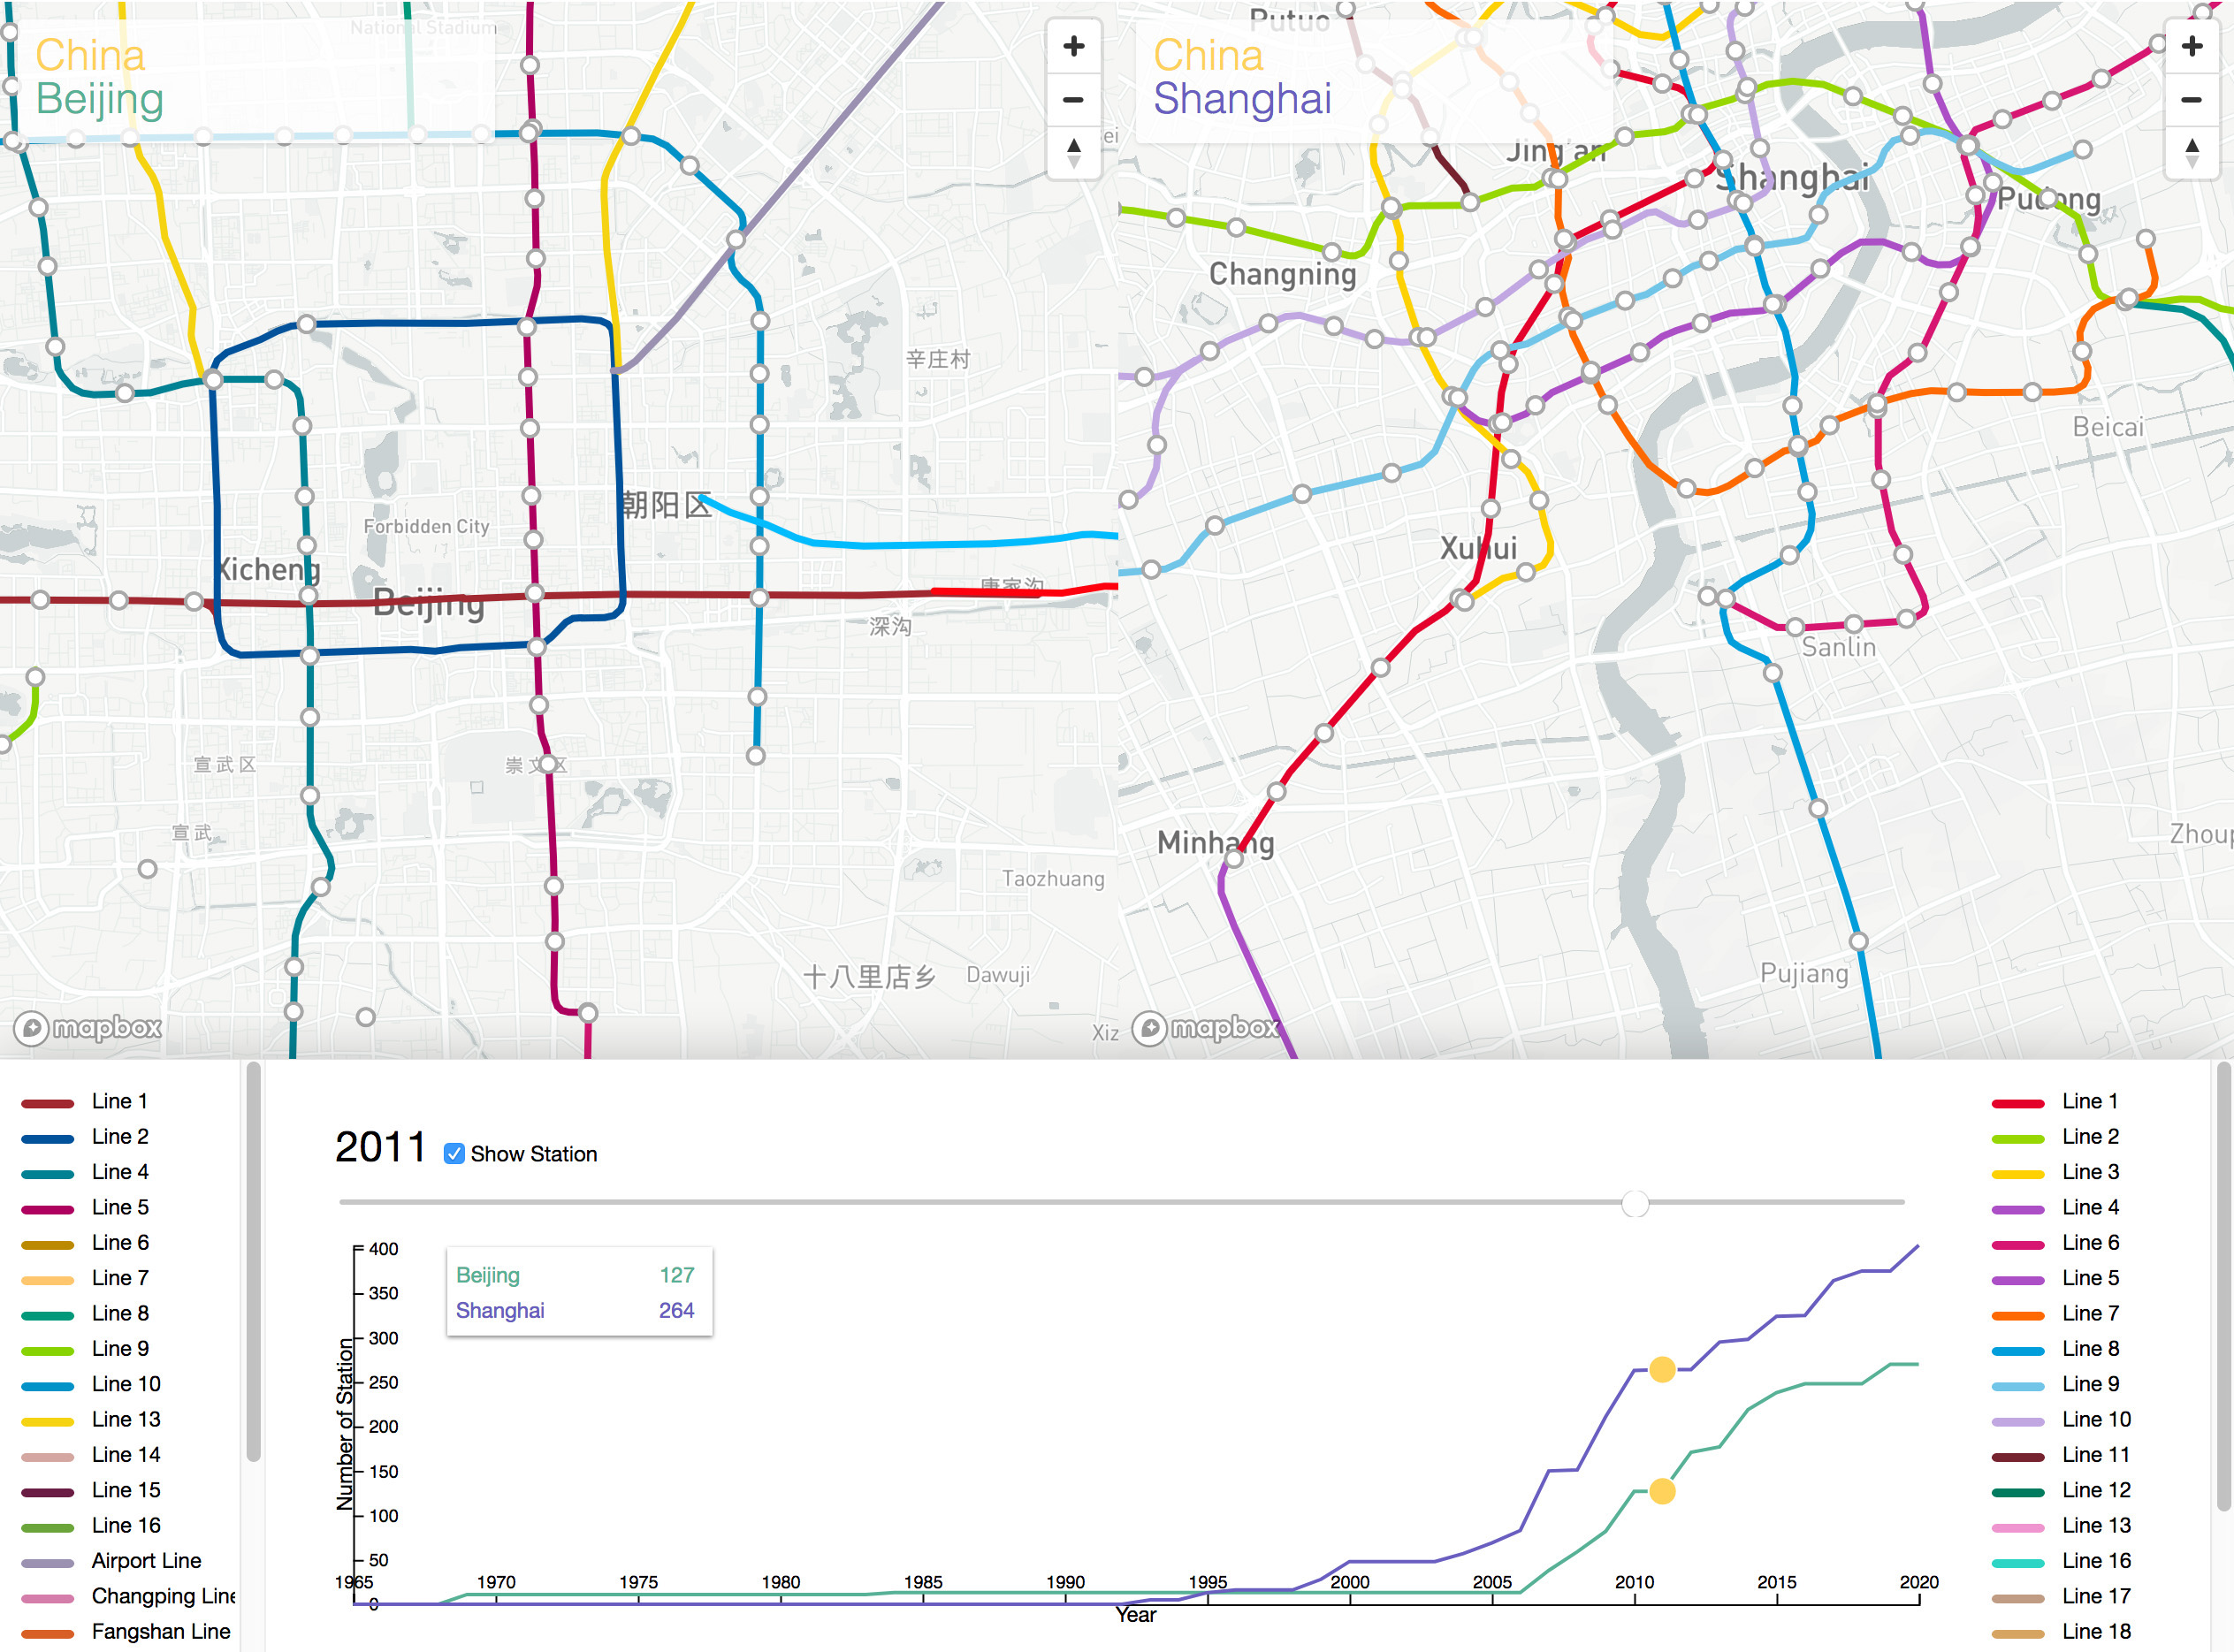 China
Beijing
National Stadium
辛庄村
朝阳区
Forbidden City
Xicheng
Beijing
唐家沟
深沟
宣武区
崇文区
宣武
Taozhuang
十八里店乡
Dawuji
Xiz
mapbox
+
−
China
Shanghai
Putuo
Jing'an
Shanghai
Pudong
Changning
Beicai
Xuhui
Sanlin
Minhang
Zhoup
Pujiang
mapbox
+
−
Line 1
Line 2
Line 4
Line 5
Line 6
Line 7
Line 8
Line 9
Line 10
Line 13
Line 14
Line 15
Line 16
Airport Line
Changping Line
Fangshan Line
2011
Show Station
Number of Station
400
350
300
250
200
150
100
50
0
Beijing 127
Shanghai 264
1965 1970 1975 1980 1985 1990 1995 2000 2005 2010 2015 2020
Year
Line 1
Line 2
Line 3
Line 4
Line 6
Line 5
Line 7
Line 8
Line 9
Line 10
Line 11
Line 12
Line 13
Line 16
Line 17
Line 18